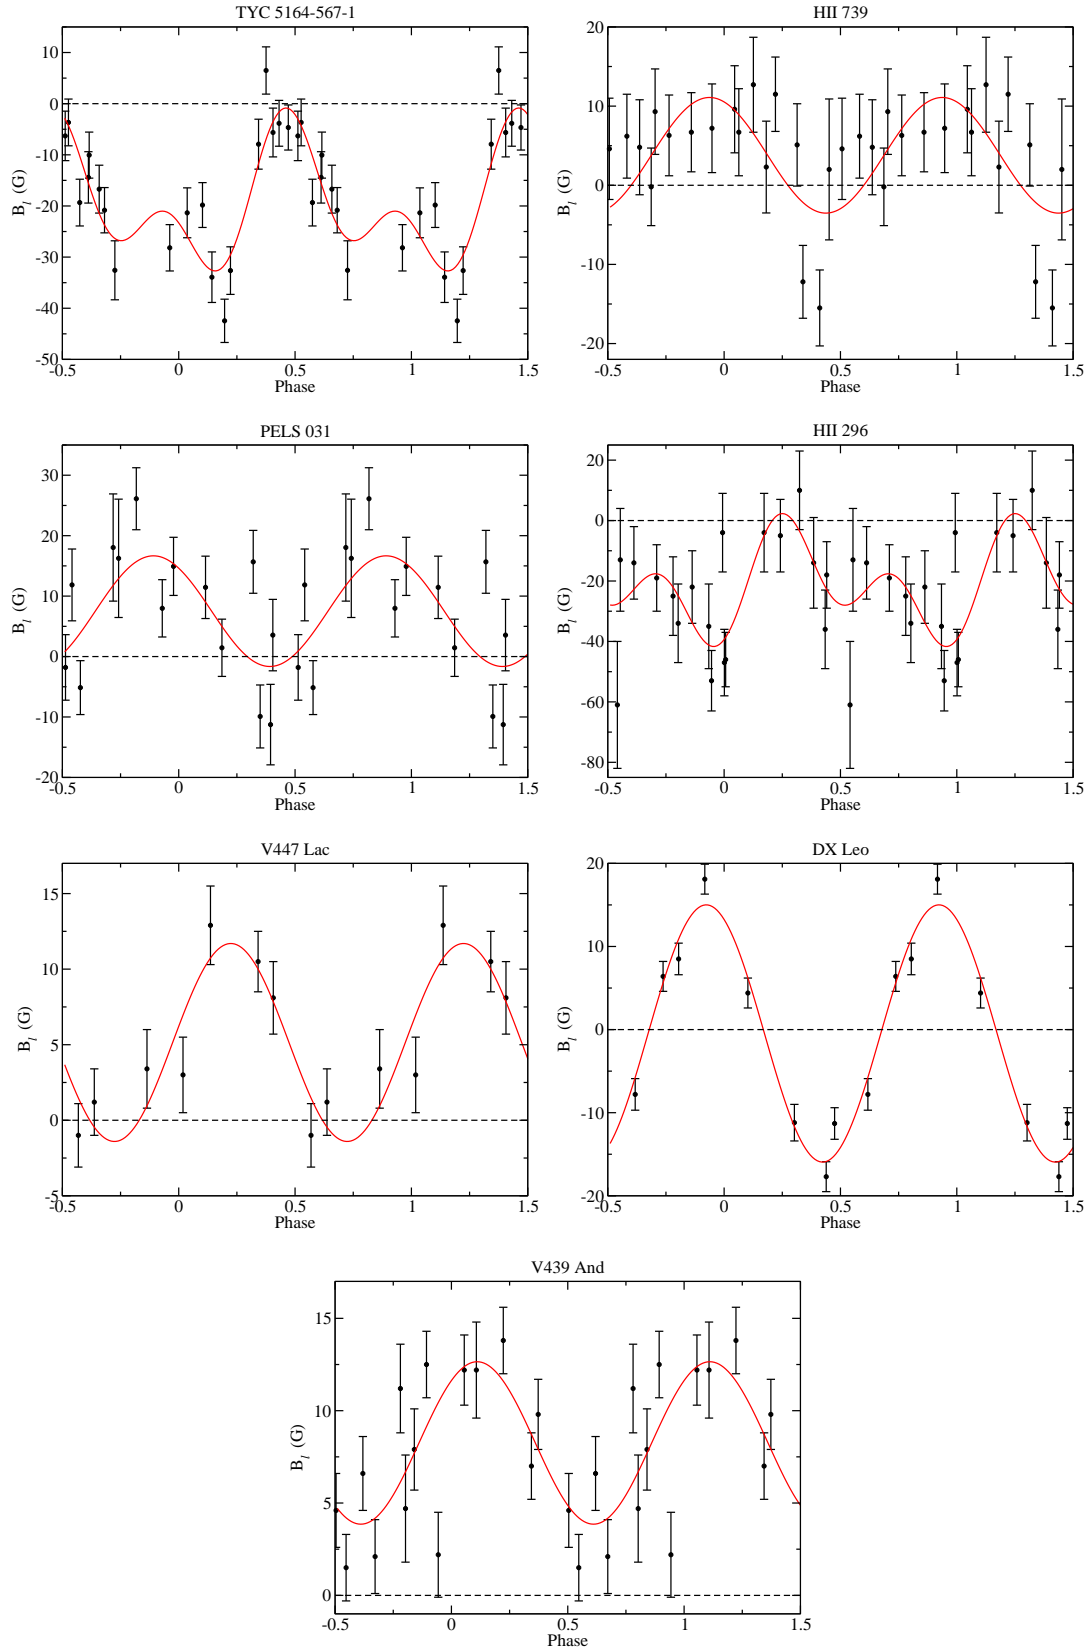 TYC 5164-567-1
10
0
-10
-20
-30
-40
-50
B_l (G)
-0.5 0 0.5 1 1.5
Phase
HII 739
20
10
0
-10
-20
B_l (G)
-0.5 0 0.5 1 1.5
Phase
PELS 031
30
20
10
0
-10
-20
B_l (G)
-0.5 0 0.5 1 1.5
Phase
HII 296
20
0
-20
-40
-60
-80
B_l (G)
-0.5 0 0.5 1 1.5
Phase
V447 Lac
15
10
5
0
-5
B_l (G)
-0.5 0 0.5 1 1.5
Phase
DX Leo
20
10
0
-10
-20
B_l (G)
-0.5 0 0.5 1 1.5
Phase
V439 And
15
10
5
0
B_l (G)
-0.5 0 0.5 1 1.5
Phase